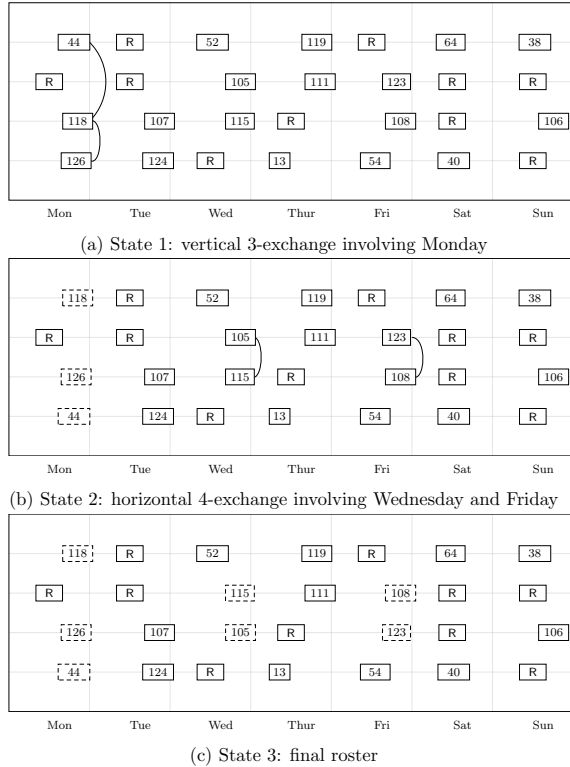 44 R 52 119 R 64 38
R R 105 111 123 R R
118 107 115 R 108 R 106
126 124 R 13 54 40 R
Mon Tue Wed Thur Fri Sat Sun
(a) State 1: vertical 3-exchange involving Monday
118 R 52 119 R 64 38
R R 105 111 123 R R
126 107 115 R 108 R 106
44 124 R 13 54 40 R
Mon Tue Wed Thur Fri Sat Sun
(b) State 2: horizontal 4-exchange involving Wednesday and Friday
118 R 52 119 R 64 38
R R 115 111 108 R R
126 107 105 R 123 R 106
44 124 R 13 54 40 R
Mon Tue Wed Thur Fri Sat Sun
(c) State 3: final roster